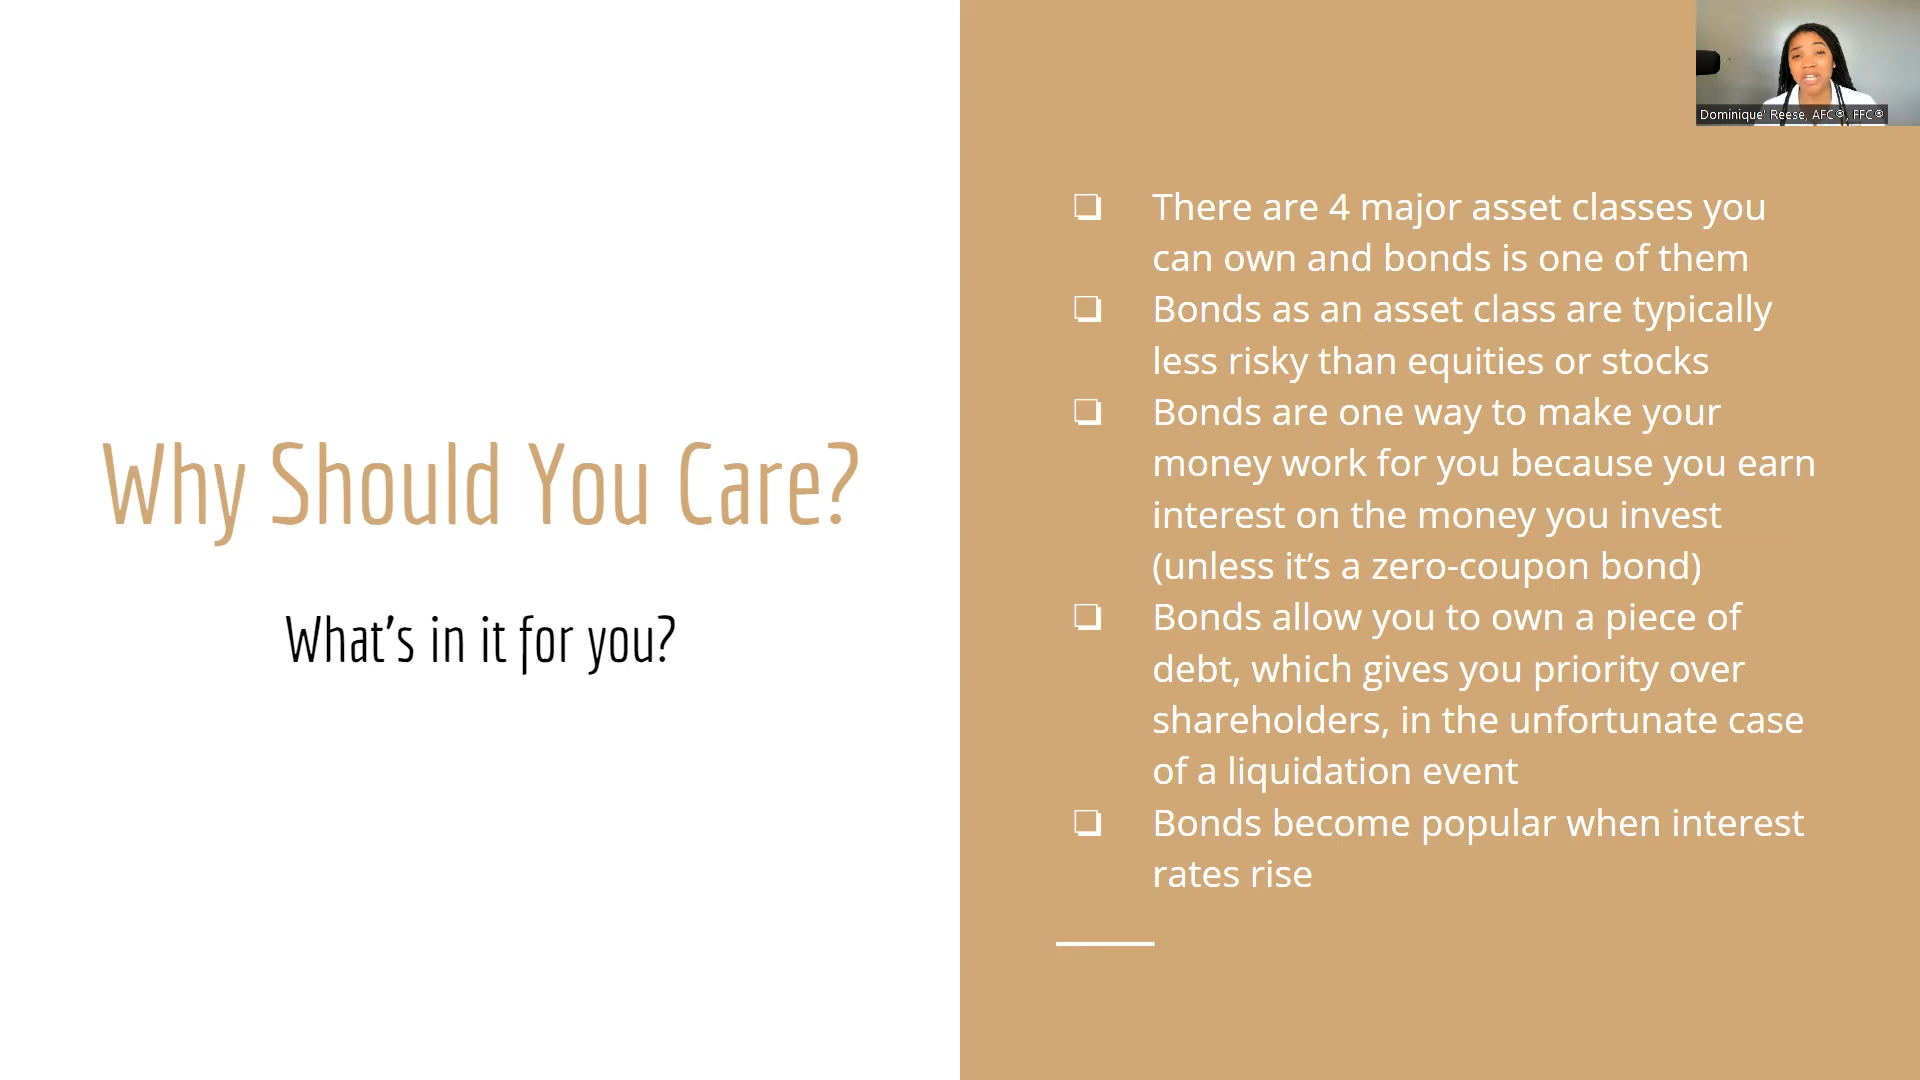 Why Should You Care?
What's in it for you?
Dominique' Reese, AFC®, FFC®
❏ There are 4 major asset classes you
can own and bonds is one of them
❏ Bonds as an asset class are typically
less risky than equities or stocks
❏ Bonds are one way to make your
money work for you because you earn
interest on the money you invest
(unless it’s a zero-coupon bond)
❏ Bonds allow you to own a piece of
debt, which gives you priority over
shareholders, in the unfortunate case
of a liquidation event
❏ Bonds become popular when interest
rates rise